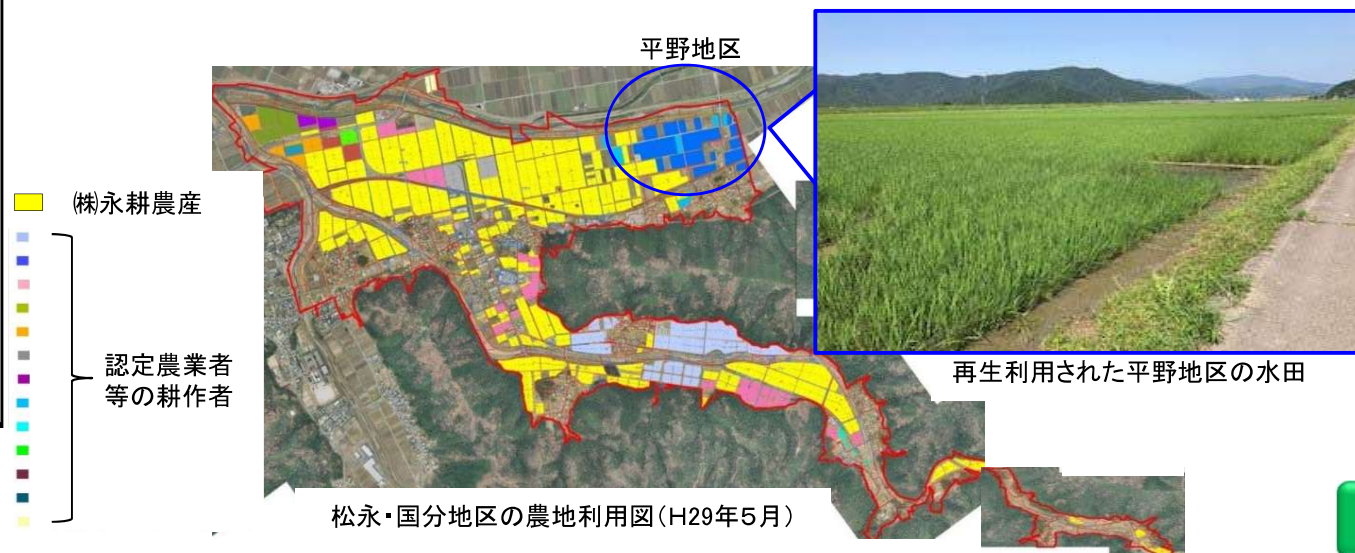 平野地区
㈱永耕農産
認定農業者
等の耕作者
再生利用された平野地区の水田
松永・国分地区の農地利用図(H29年5月)